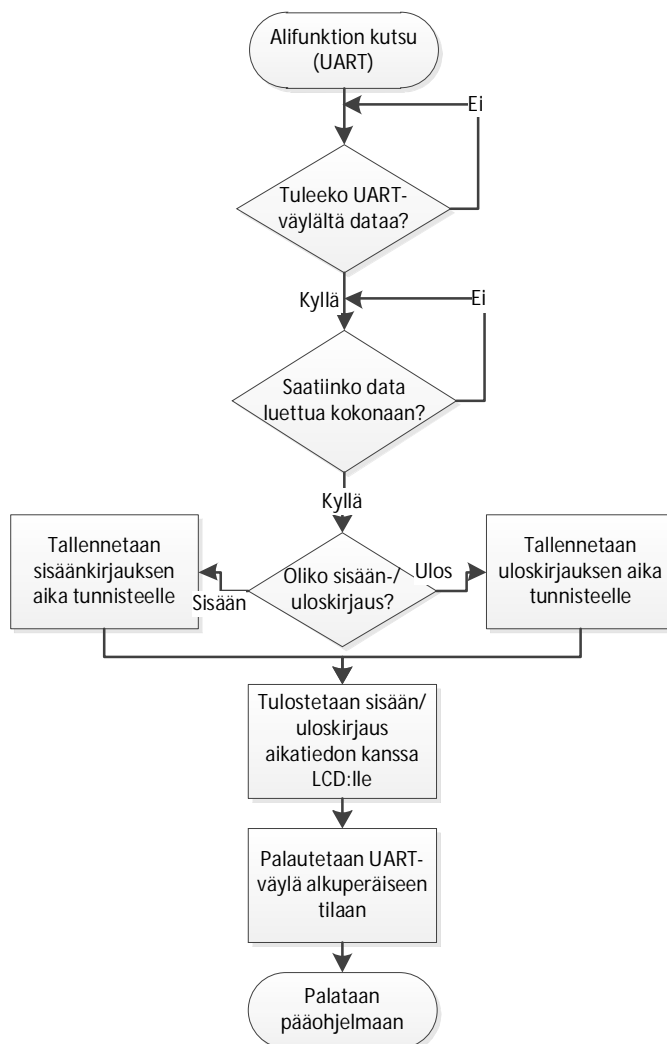 Alifunktion kutsu
(UART)
Ei
Tuleeko UART-
väylältä dataa?
Kyllä
Ei
Saatiinko data
luettua kokonaan?
Kyllä
Tallennetaan
sisäänkirjauksen
aika tunnisteelle
Sisään
Oliko sisään-/
uloskirjaus?
Ulos
Tallennetaan
uloskirjauksen aika
tunnisteelle
Tulostetaan sisään/
uloskirjaus
aikatiedon kanssa
LCD:lle
Palautetaan UART-
väylä alkuperäiseen
tilaan
Palataan
pääohjelmaan